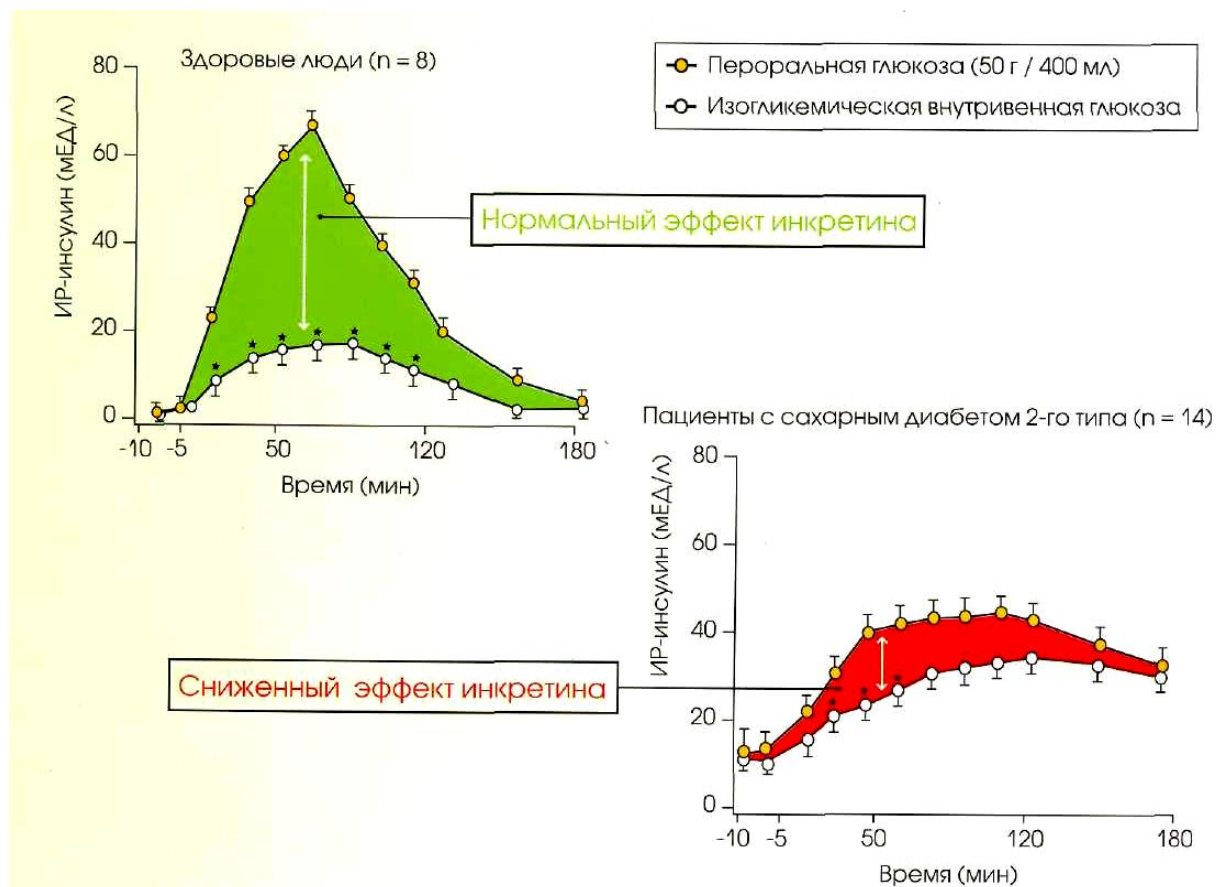 Здоровые люди (n = 8)
Пероральная глюкоза (50 г / 400 мл)
Изогликемическая внутривенная глюкоза
ИР-инсулин (мЕД/л)
80
60
40
20
0
-10 -5 50 120 180
Время (мин)
Нормальный эффект инкретина
Пациенты с сахарным диабетом 2-го типа (n = 14)
ИР-инсулин (мЕД/л)
80
60
40
20
0
-10 -5 50 120 180
Время (мин)
Сниженный эффект инкретина